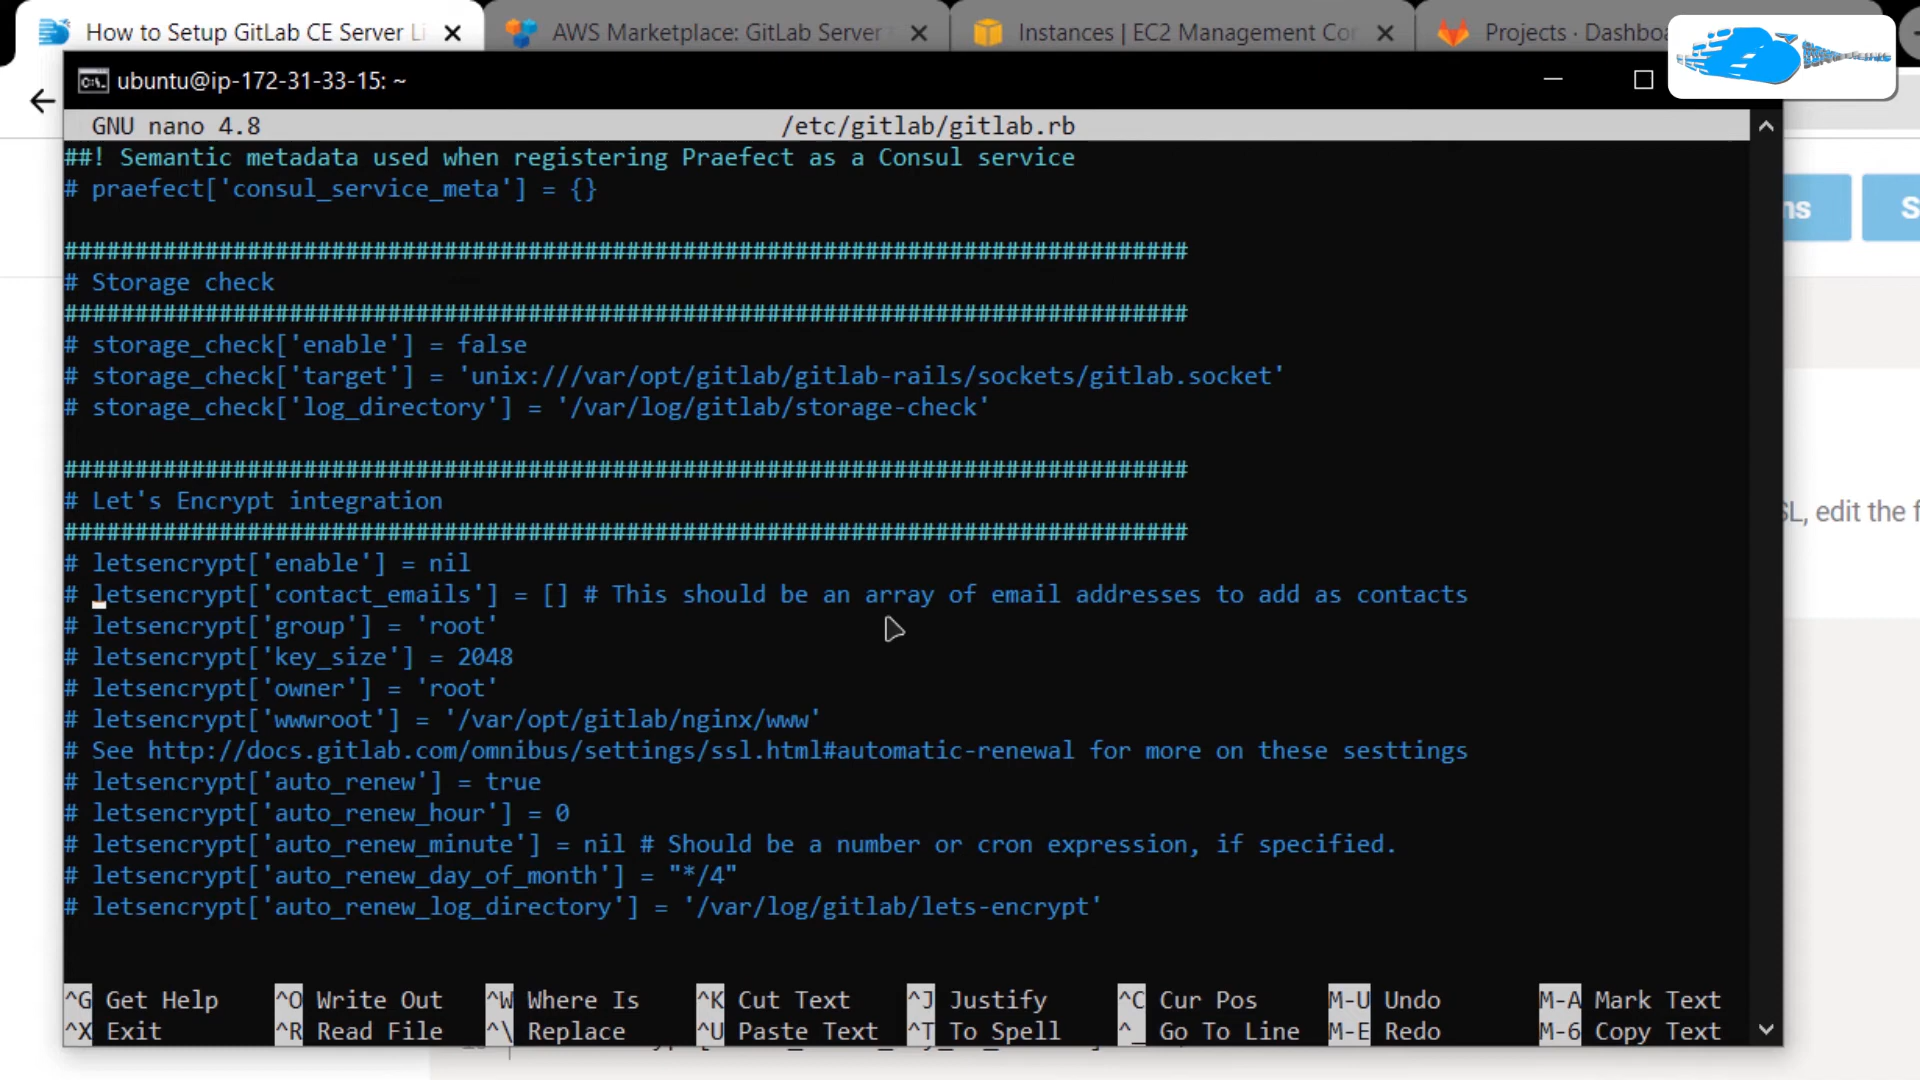 How to Setup GitLab CE Server Li
AWS Marketplace: GitLab Server
Instances | EC2 Management Con
Projects · Dashboa
ubuntu@ip-172-31-33-15: ~
GNU nano 4.8 /etc/gitlab/gitlab.rb
##! Semantic metadata used when registering Praefect as a Consul service
# praefect['consul_service_meta'] = {}
################################################################################
# Storage check
################################################################################
# storage_check['enable'] = false
# storage_check['target'] = 'unix:///var/opt/gitlab/gitlab-rails/sockets/gitlab.socket'
# storage_check['log_directory'] = '/var/log/gitlab/storage-check'
################################################################################
# Let's Encrypt integration
################################################################################
# letsencrypt['enable'] = nil
# letsencrypt['contact_emails'] = [] # This should be an array of email addresses to add as contacts
# letsencrypt['group'] = 'root'
# letsencrypt['key_size'] = 2048
# letsencrypt['owner'] = 'root'
# letsencrypt['wwwroot'] = '/var/opt/gitlab/nginx/www'
# See http://docs.gitlab.com/omnibus/settings/ssl.html#automatic-renewal for more on these sesttings
# letsencrypt['auto_renew'] = true
# letsencrypt['auto_renew_hour'] = 0
# letsencrypt['auto_renew_minute'] = nil # Should be a number or cron expression, if specified.
# letsencrypt['auto_renew_day_of_month'] = "*/4"
# letsencrypt['auto_renew_log_directory'] = '/var/log/gitlab/lets-encrypt'
^G Get Help ^O Write Out ^W Where Is ^K Cut Text ^J Justify ^C Cur Pos M-U Undo M-A Mark Text
^X Exit ^R Read File ^\ Replace ^U Paste Text ^T To Spell ^_ Go To Line M-E Redo M-6 Copy Text
ns
S
SL, edit the f